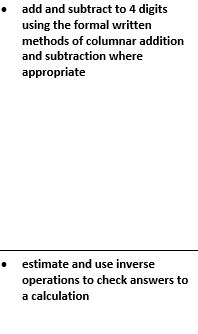 • add and subtract to 4 digits
using the formal written
methods of columnar addition
and subtraction where
appropriate
• estimate and use inverse
operations to check answers to
a calculation